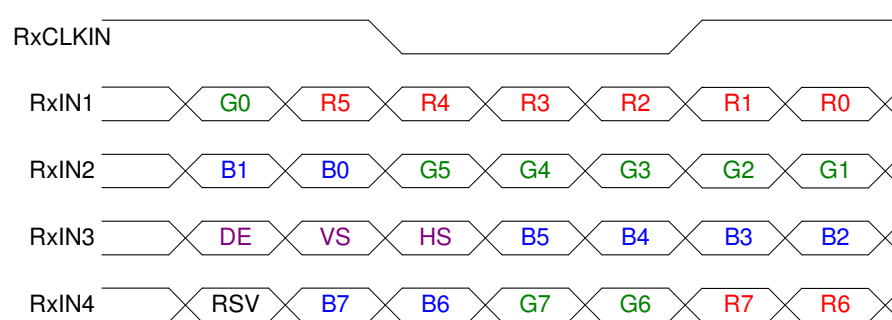 RxCLKIN
RxIN1 G0 R5 R4 R3 R2 R1 R0
RxIN2 B1 B0 G5 G4 G3 G2 G1
RxIN3 DE VS HS B5 B4 B3 B2
RxIN4 RSV B7 B6 G7 G6 R7 R6